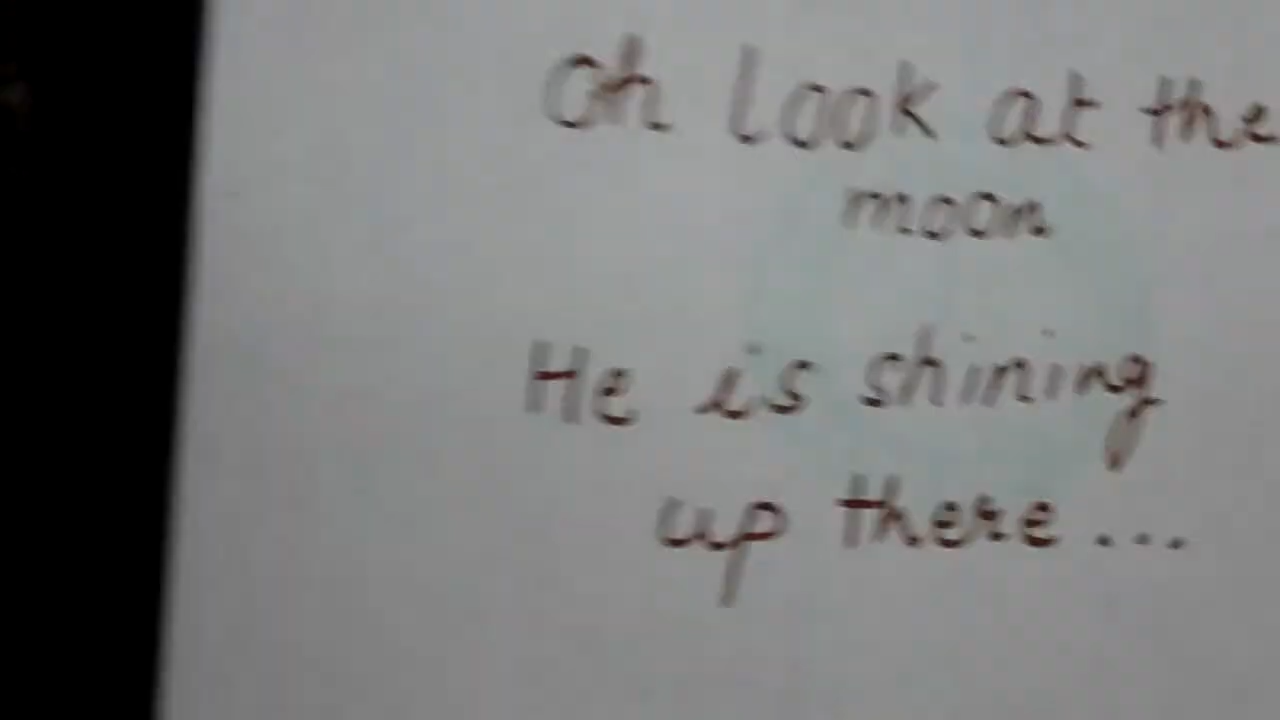 Oh look at the
moon
He is shining
up there...